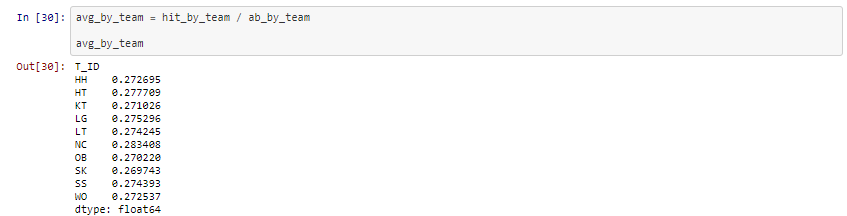 In [30]: avg_by_team = hit_by_team / ab_by_team
avg_by_team
Out[30]: T_ID
HH 0.272695
HT 0.277709
KT 0.271026
LG 0.275296
LT 0.274245
NC 0.283408
OB 0.270220
SK 0.269743
SS 0.274393
WO 0.272537
dtype: float64